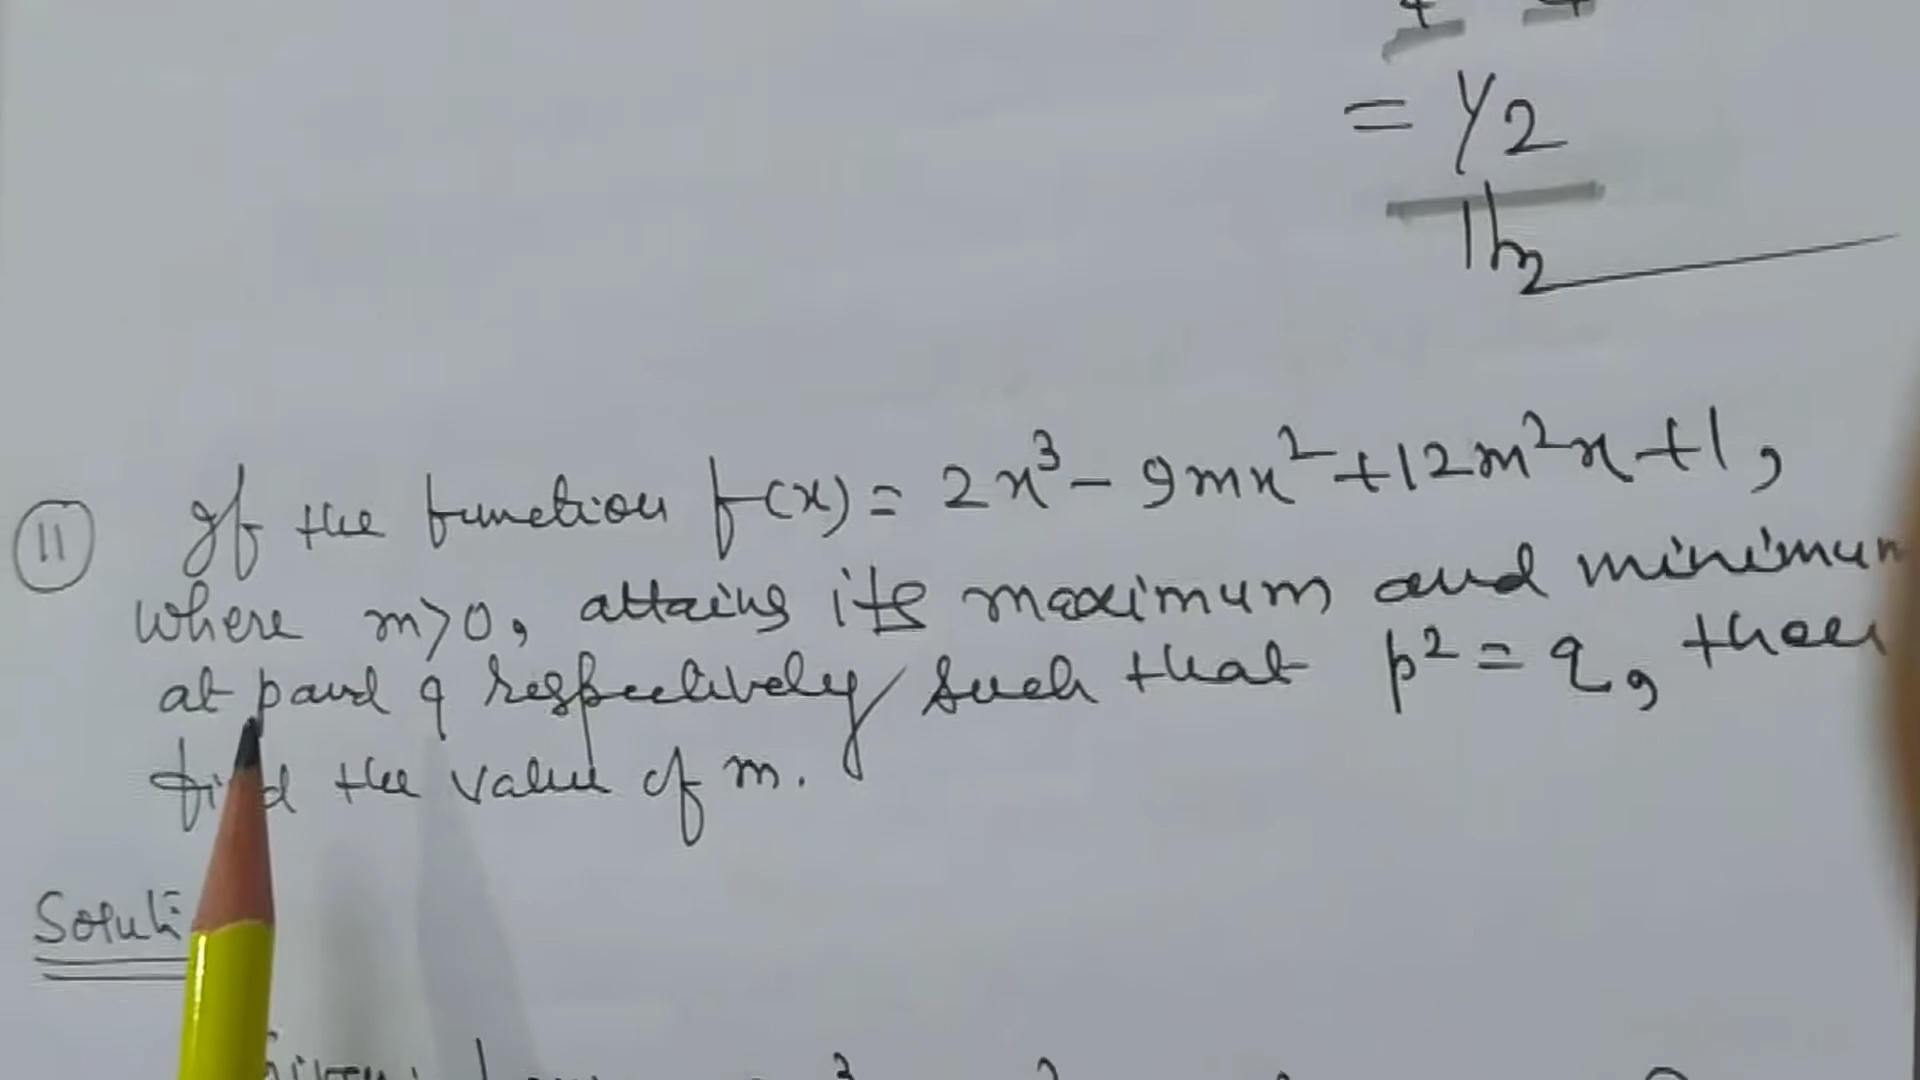 = 1/2
1/2
(11) If the function f(x) = 2x³ - 9mx² + 12m²x + 1,
where m>0, attains its maximum and minimum
at p and q respectively such that p² = q, then
find the value of m.
Soluti